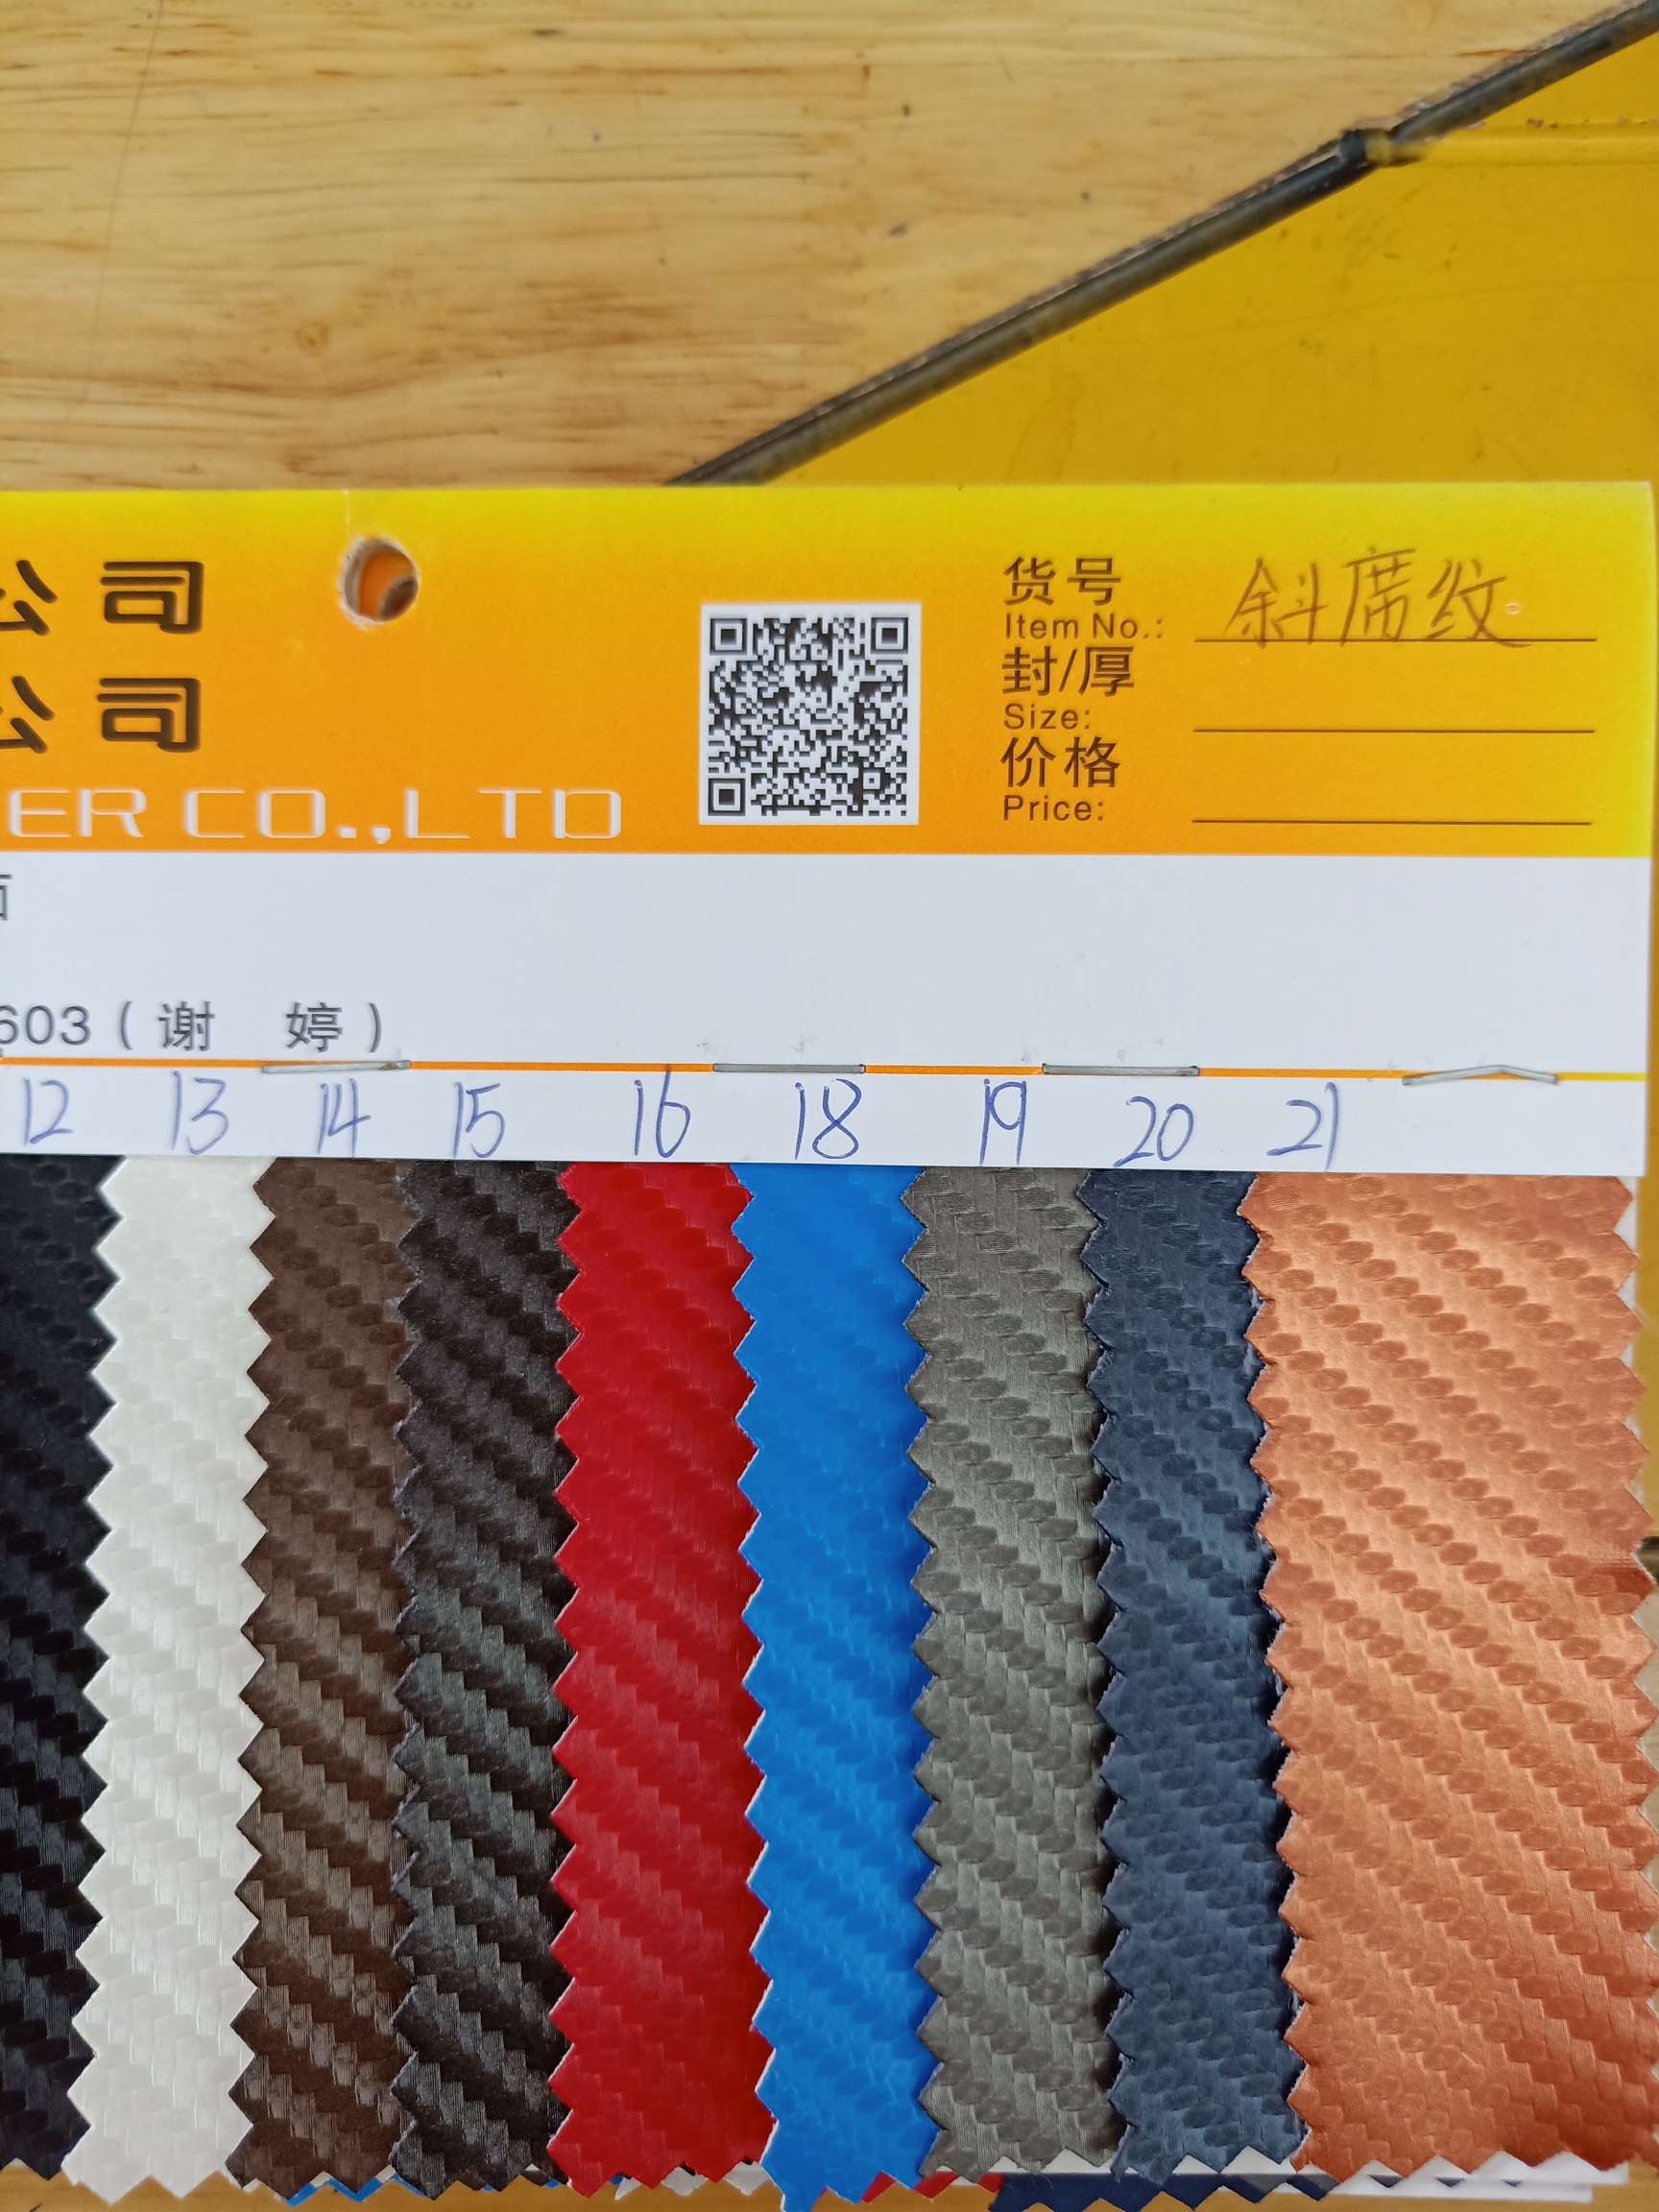 公司
公司
ER CO.,LTD
货号
Item No.: 斜席纹
封/厚
Size:
价格
Price:
603（谢 婷）
12 13 14 15 16 18 19 20 21